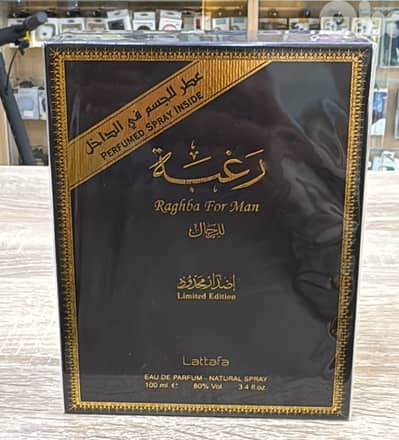 عطر للجسم في الداخل
PERFUMED SPRAY INSIDE
رغبة
Raghba For Man
للرجال
إصدار محدود
Limited Edition
Lattafa
EAU DE PARFUM - NATURAL SPRAY
100 ml. e 80% Vol. 3.4 fl.oz.